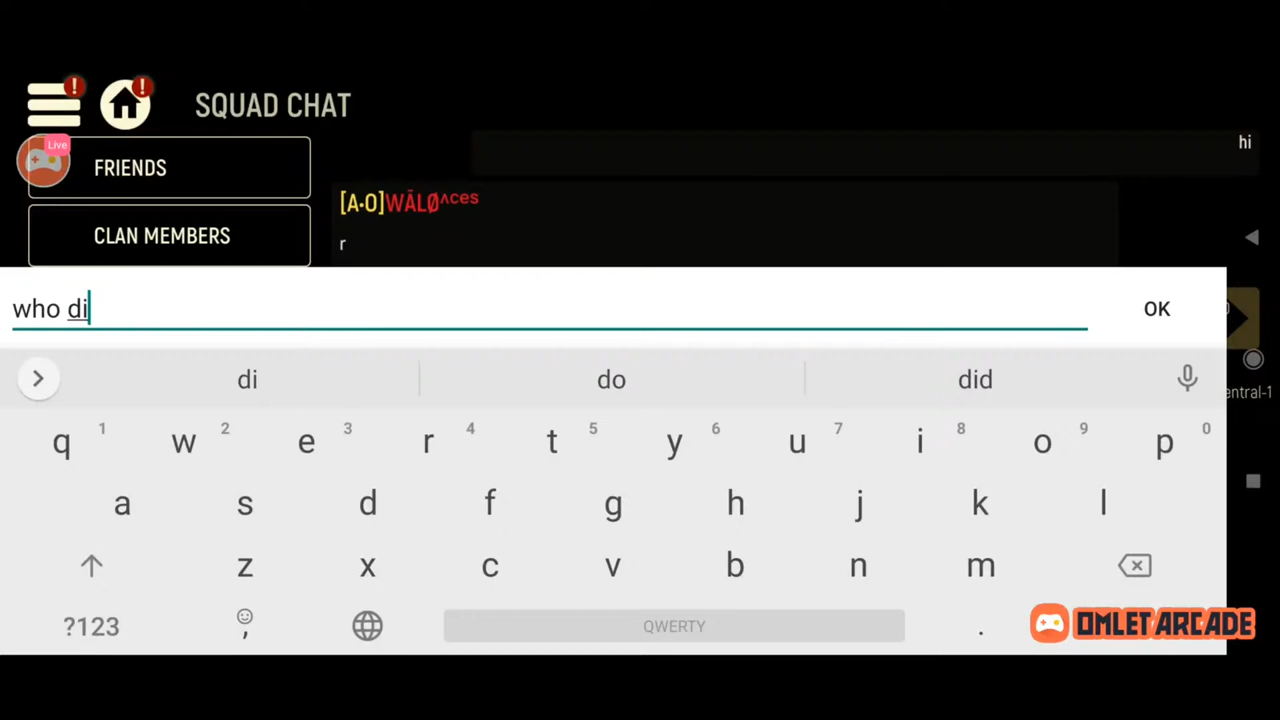 ! ! SQUAD CHAT
Live
FRIENDS
CLAN MEMBERS
hi
[A•O]WĀLØ^ces
r
who di OK
entral-1
di do did
q 1 w 2 e 3 r 4 t 5 y 6 u 7 i 8 o 9 p 0
a s d f g h j k l
z x c v b n m
?123 , QWERTY .
OMLET ARCADE